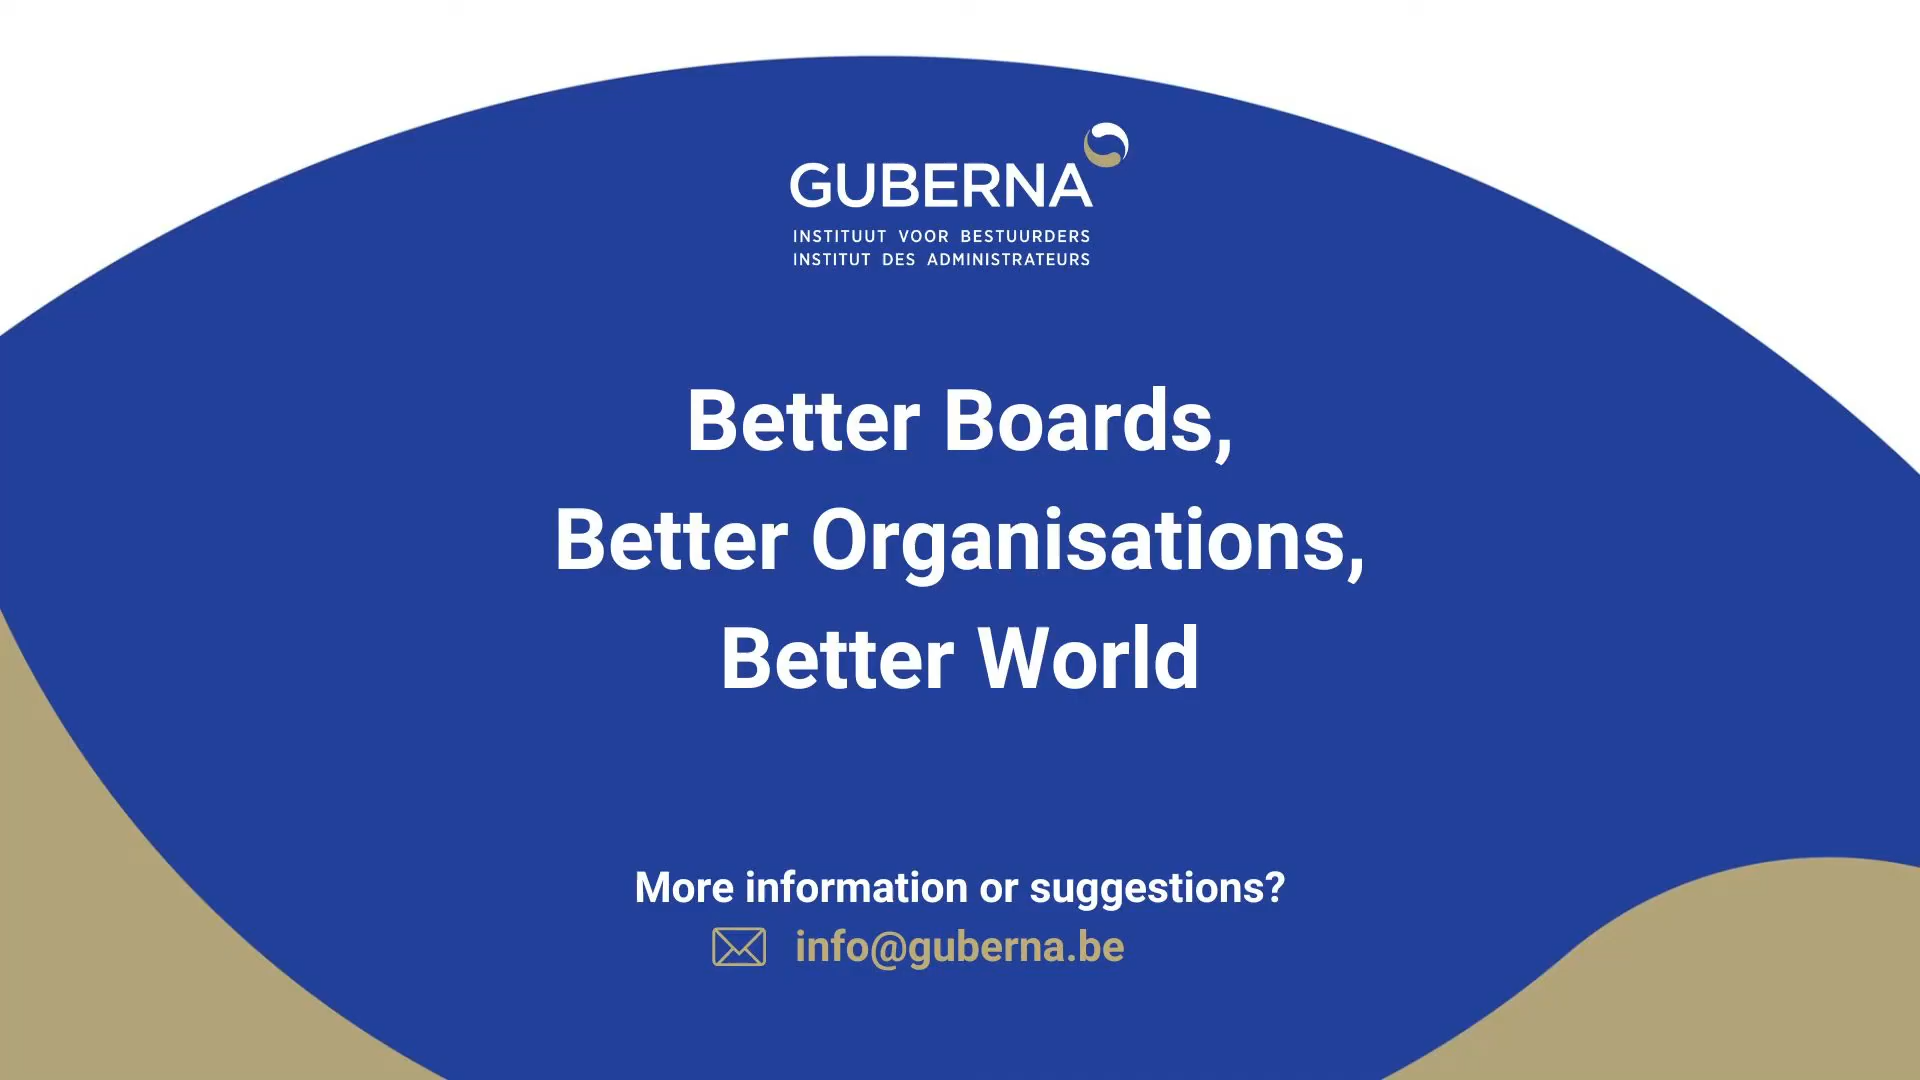 GUBERNA
INSTITUUT VOOR BESTUURDERS
INSTITUT DES ADMINISTRATEURS
Better Boards,
Better Organisations,
Better World
More information or suggestions?
info@guberna.be